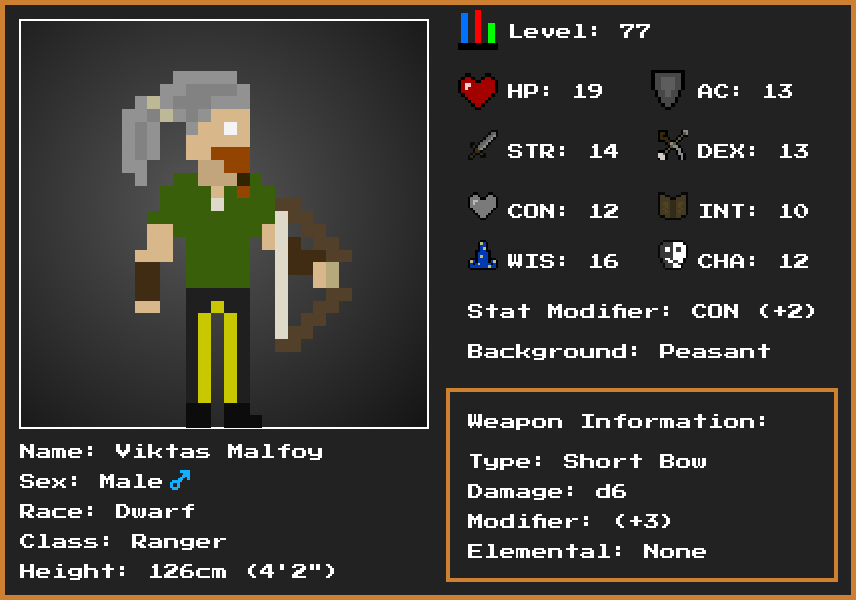 Level: 77
HP: 19 AC: 13
STR: 14 DEX: 13
CON: 12 INT: 10
WIS: 16 CHA: 12
Stat Modifier: CON (+2)
Background: Peasant
Weapon Information:
Type: Short Bow
Damage: d6
Modifier: (+3)
Elemental: None
Name: Viktas Malfoy
Sex: Male ♂
Race: Dwarf
Class: Ranger
Height: 126cm (4'2")